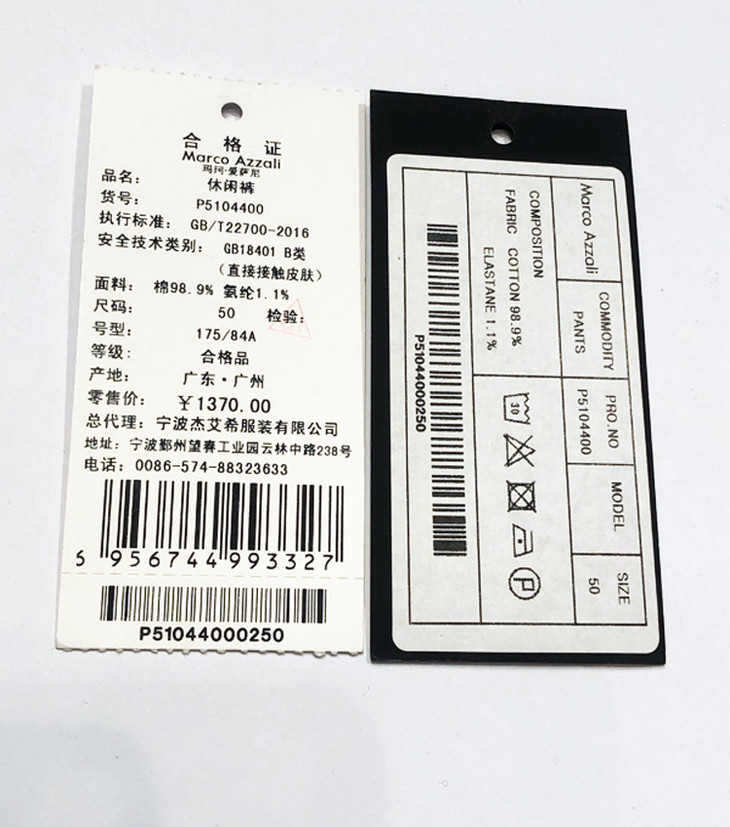 合格证
Marco Azzali
玛珂·爱萨尼
品名: 休闲裤
货号: P5104400
执行标准: GB/T22700-2016
安全技术类别: GB18401 B类
(直接接触皮肤)
面料: 棉98.9% 氨纶1.1%
尺码: 50 检验:
号型: 175/84A
等级: 合格品
产地: 广东·广州
零售价: ¥1370.00
总代理: 宁波杰艾希服装有限公司
地址: 宁波鄞州望春工业园云林中路238号
电话: 0086-574-88323633
6 956744 993327
P51044000250
Marco Azzali
COMMODITY
PANTS
PRO.NO
P5104400
MODEL
SIZE
50
COMPOSITION
FABRIC COTTON 98.9%
ELASTANE 1.1%
30
P
P51044000250